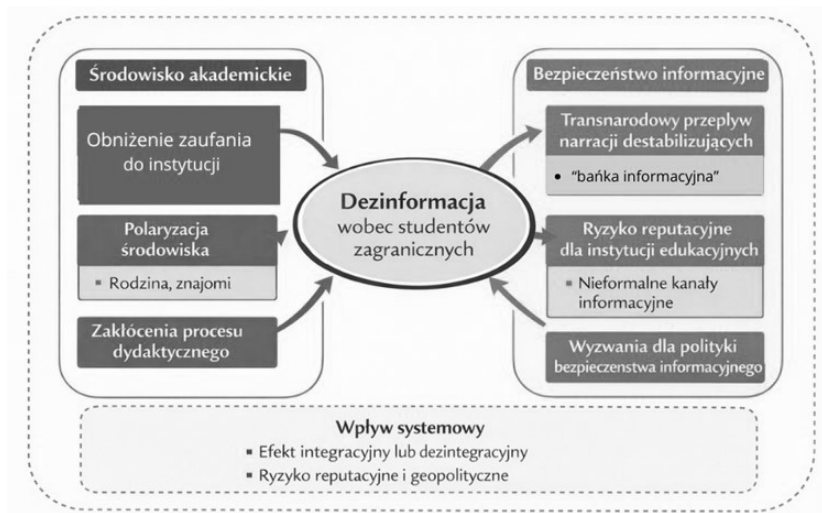 Środowisko akademickie
Obniżenie zaufania
do instytucji
Polaryzacja
środowiska
▪ Rodzina, znajomi
Zakłócenia procesu
dydaktycznego
Dezinformacja
wobec studentów
zagranicznych
Bezpieczeństwo informacyjne
Transnarodowy przepływ
narracji destabilizujących
• “bańka informacyjna”
Ryzyko reputacyjne
dla instytucji edukacyjnych
▪ Nieformalne kanały
informacyjne
Wyzwania dla polityki
bezpieczenstwa informacyjnego
Wpływ systemowy
▪ Efekt integracyjny lub dezintegracyjny
▪ Ryzyko reputacyjne i geopolityczne